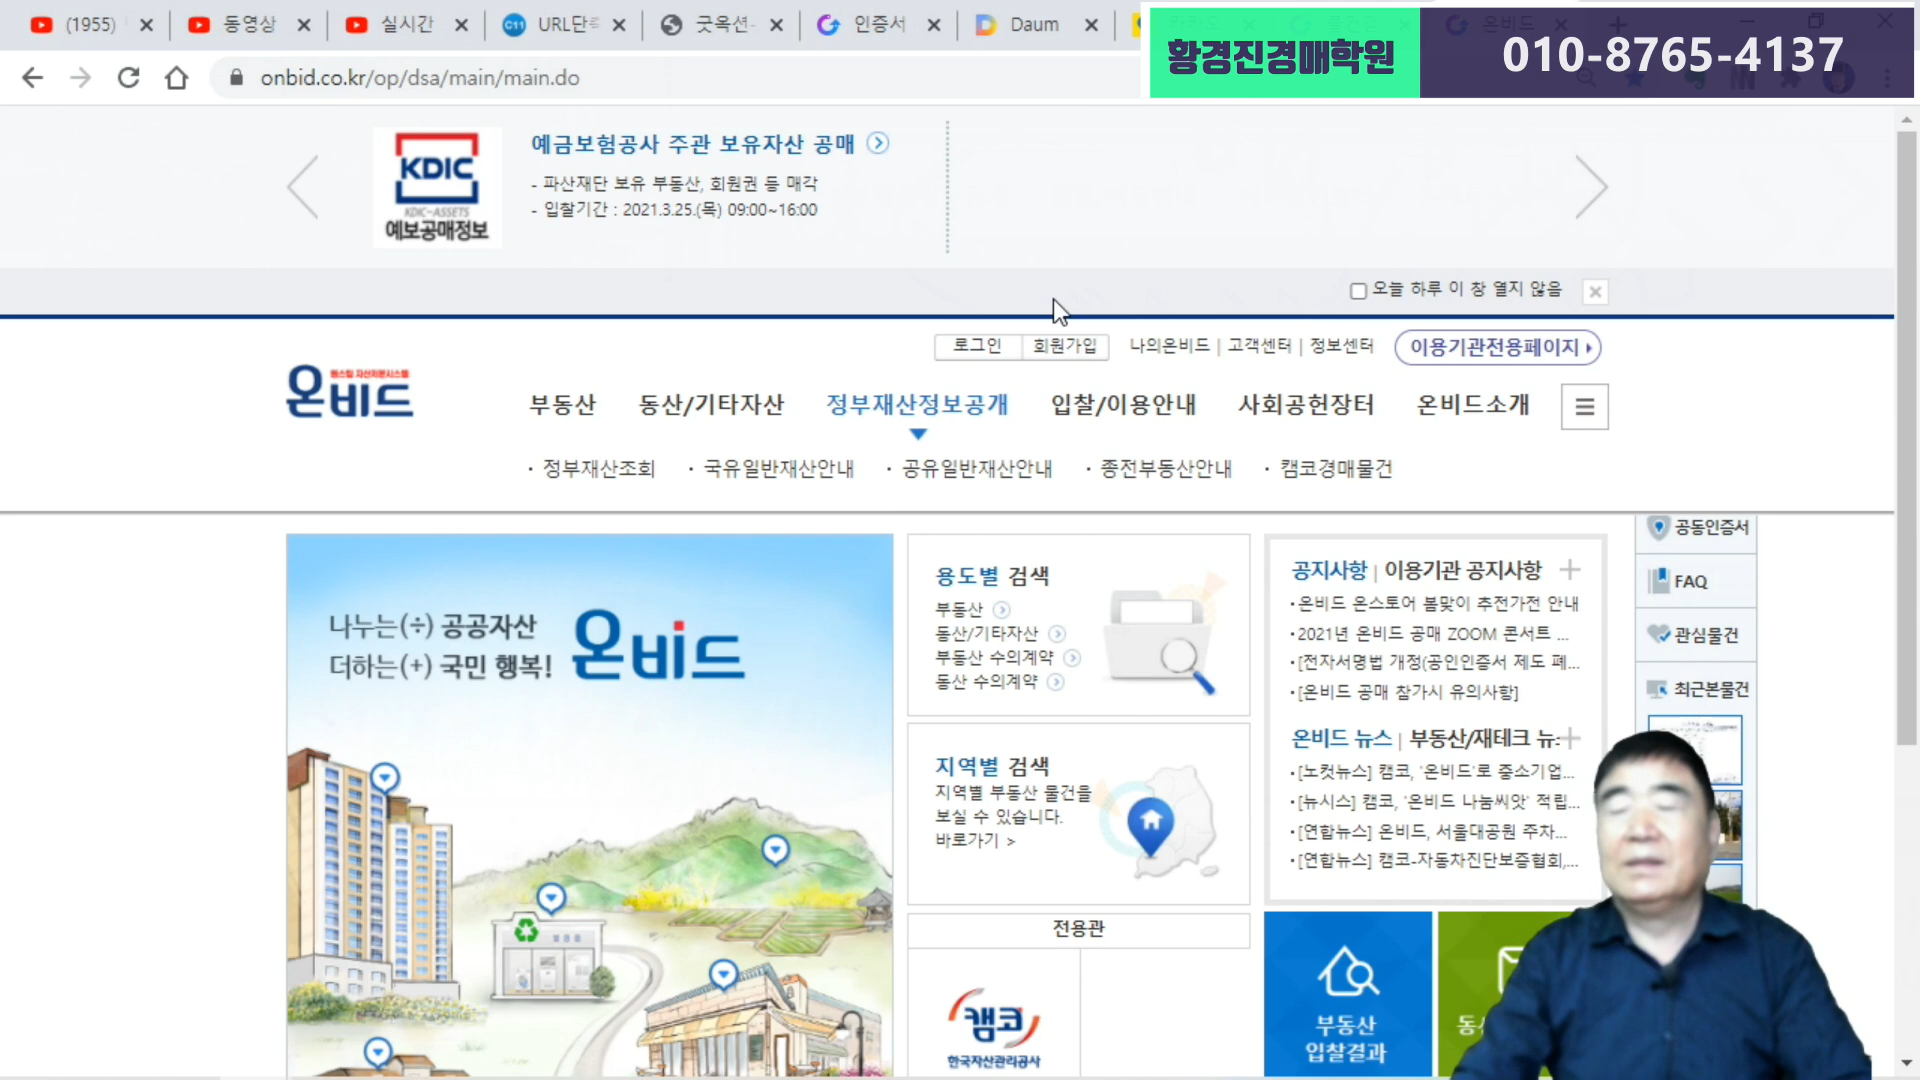 (1955)
동영상
실시간
URL단축
굿옥션-
인증서
Daum
온비드
황경진경매학원
010-8765-4137
onbid.co.kr/op/dsa/main/main.do
KDIC
KDIC-ASSETS
예보공매정보
예금보험공사 주관 보유자산 공매
- 파산재단 보유 부동산, 회원권 등 매각
- 입찰기간 : 2021.3.25.(목) 09:00~16:00
오늘 하루 이 창 열지 않음
로그인
회원가입
나의온비드 | 고객센터 | 정보센터
이용기관전용페이지
온비드
부동산
동산/기타자산
정부재산정보공개
입찰/이용안내
사회공헌장터
온비드소개
· 정부재산조회
· 국유일반재산안내
· 공유일반재산안내
· 종전부동산안내
· 캠코경매물건
나누는(÷) 공공자산
더하는(+) 국민 행복!
온비드
용도별 검색
부동산
동산/기타자산
부동산 수의계약
동산 수의계약
지역별 검색
지역별 부동산 물건을
보실 수 있습니다.
바로가기 >
전용관
캠코
한국자산관리공사
공지사항 | 이용기관 공지사항
·온비드 온스토어 봄맞이 추천가전 안내
·2021년 온비드 공매 ZOOM 콘서트 ...
·[전자서명법 개정(공인인증서 제도 폐...
·[온비드 공매 참가시 유의사항]
온비드 뉴스 | 부동산/재테크 뉴
·[노컷뉴스] 캠코, '온비드'로 중소기업...
·[뉴시스] 캠코, '온비드 나눔씨앗' 적립...
·[연합뉴스] 온비드, 서울대공원 주차...
·[연합뉴스] 캠코-자동차진단보증협회,...
부동산
입찰결과
공동인증서
FAQ
관심물건
최근본물건